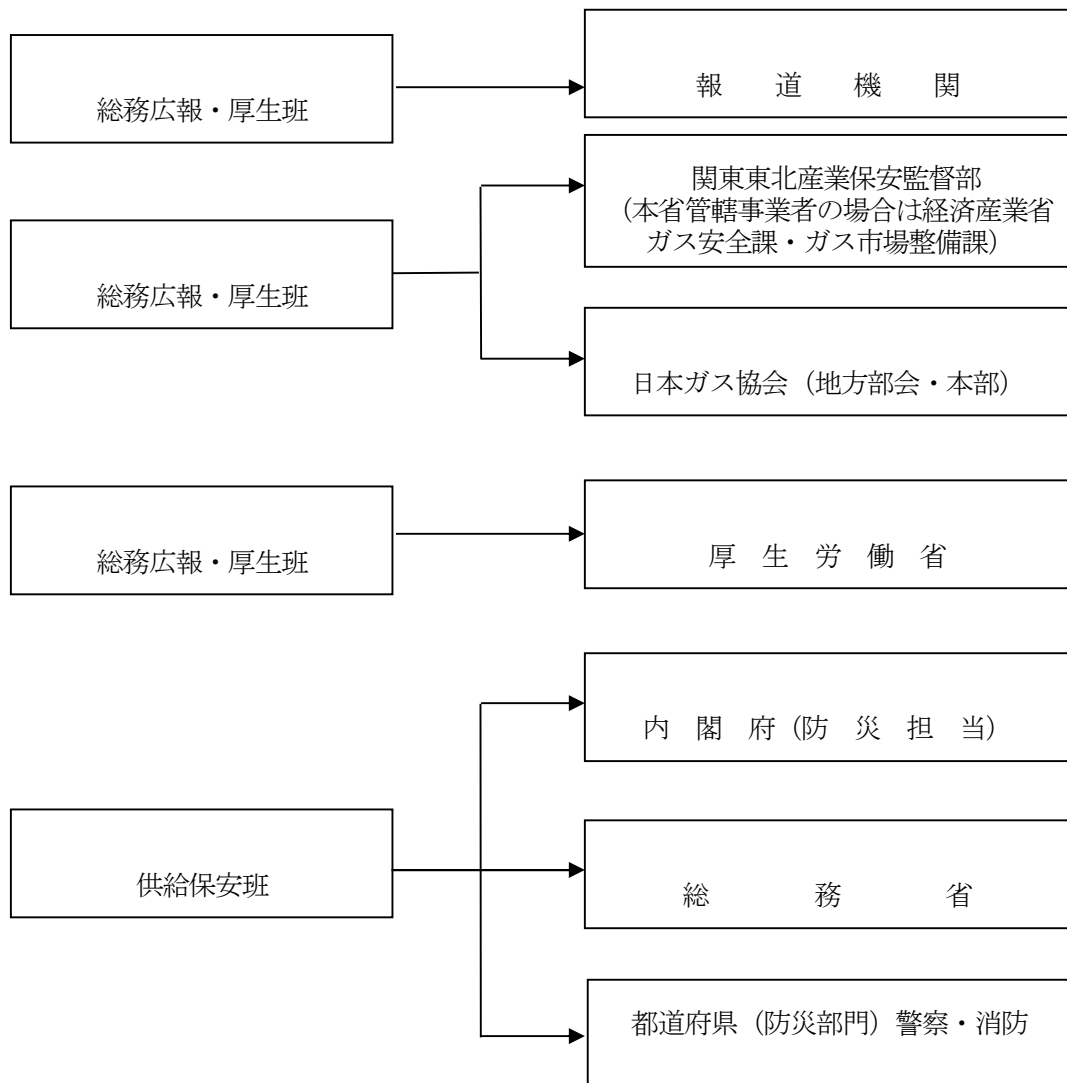 総務広報・厚生班
報　道　機　関
総務広報・厚生班
関東東北産業保安監督部
（本省管轄事業者の場合は経済産業省
ガス安全課・ガス市場整備課）
日本ガス協会（地方部会・本部）
総務広報・厚生班
厚　生　労　働　省
供給保安班
内　閣　府（防　災　担　当）
総　　務　　省
都道府県（防災部門）警察・消防